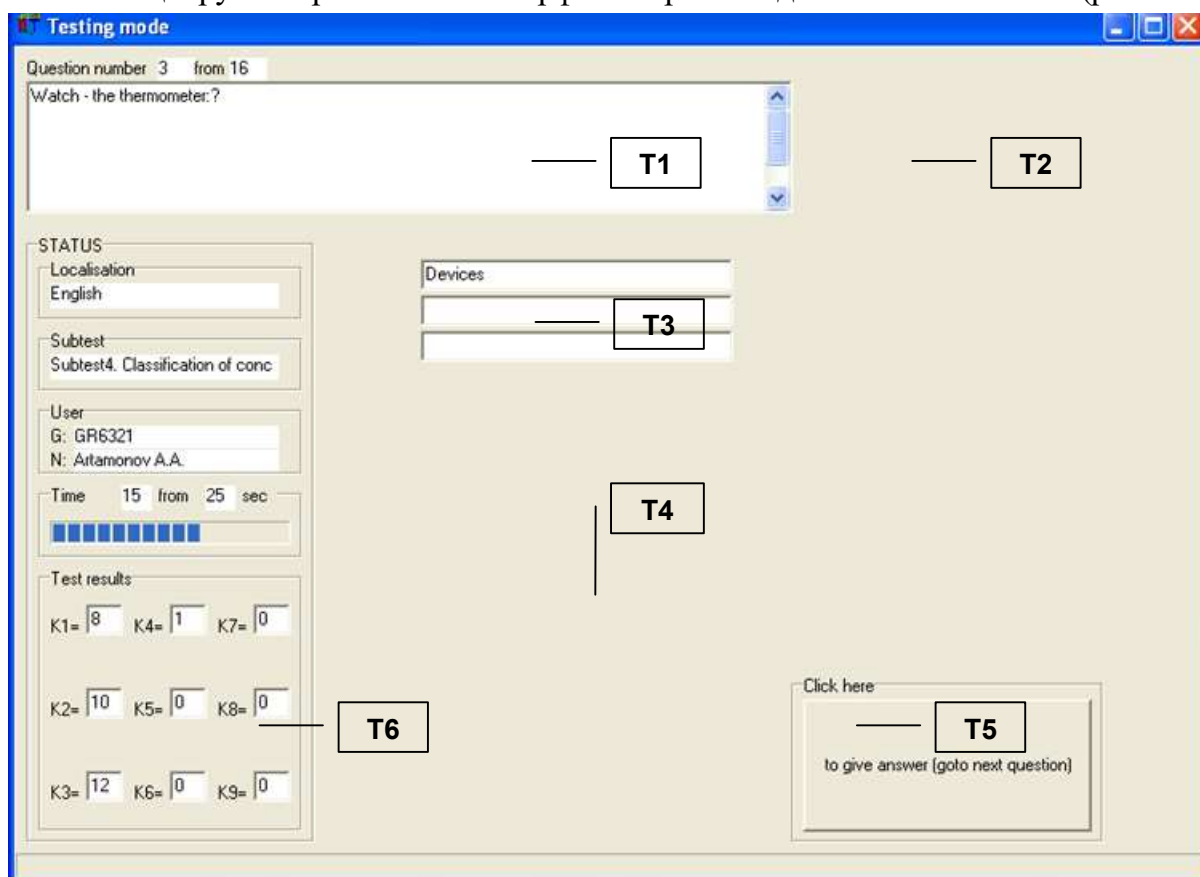 Testing mode
Question number 3 from 16
Watch - the thermometer:?
T1
T2
STATUS
Localisation
English
Subtest
Subtest4. Classification of conc
User
G: GR6321
N: Artamonov A.A.
Time 15 from 25 sec
Test results
K1= 8 K4= 1 K7= 0
K2= 10 K5= 0 K8= 0
K3= 12 K6= 0 K9= 0
Devices
T3
T4
T6
Click here
T5
to give answer (goto next question)